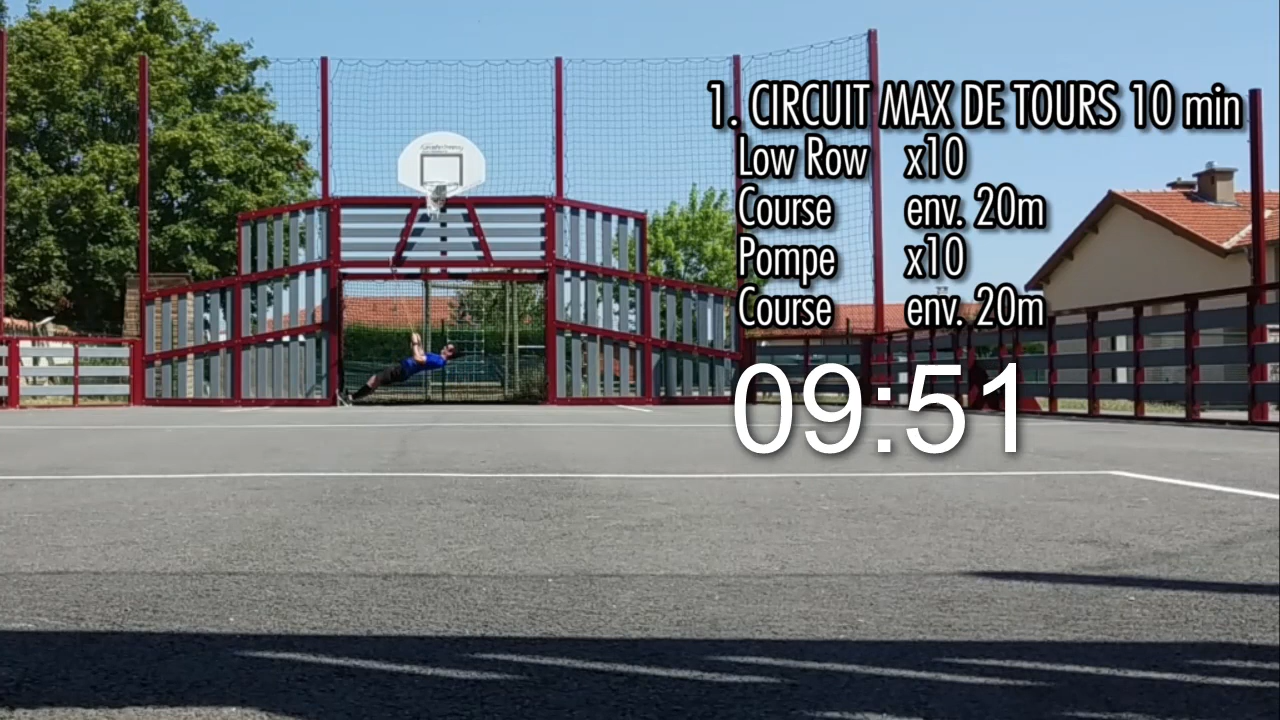 1. CIRCUIT MAX DE TOURS 10 min
Low Row x10
Course env. 20m
Pompe x10
Course env. 20m
09:51